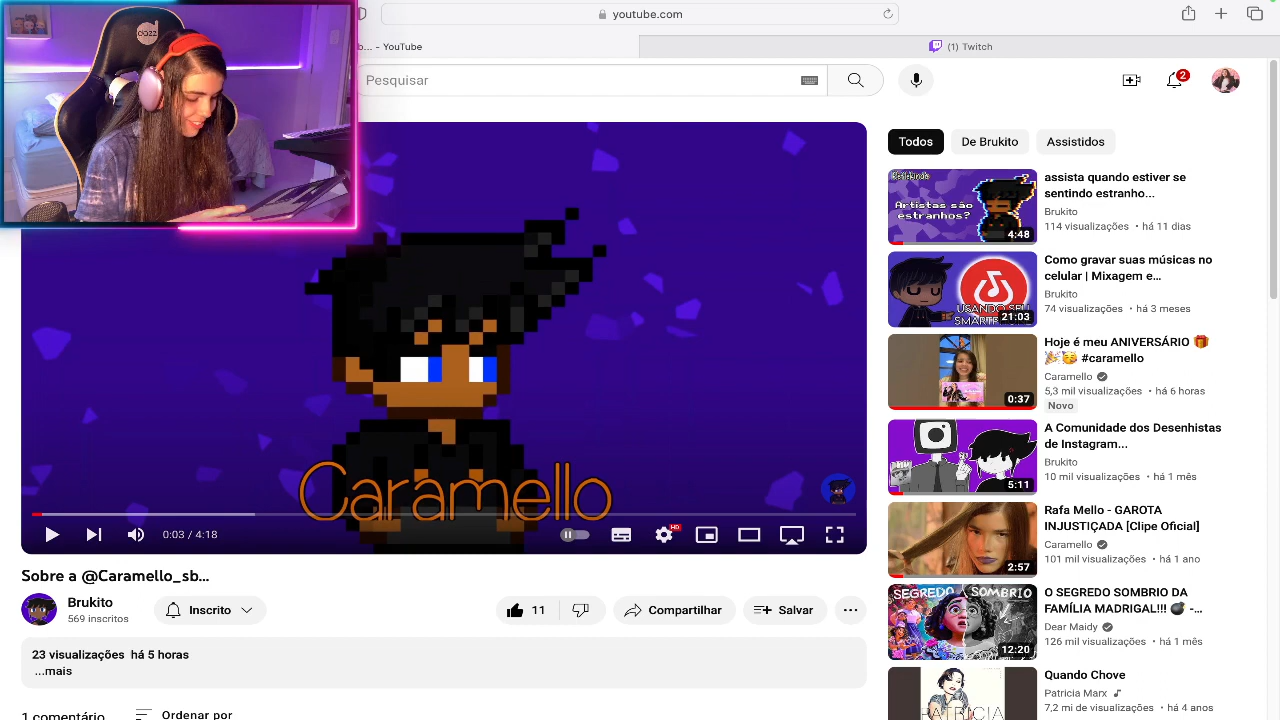 youtube.com
b... - YouTube
(1) Twitch
Pesquisar
2
Todos
De Brukito
Assistidos
Artistas são
estranhos?
4:48
assista quando estiver se
sentindo estranho...
Brukito
114 visualizações • há 11 dias
USANDO SEU
SMARTPHONE
21:03
Como gravar suas músicas no
celular | Mixagem e...
Brukito
74 visualizações • há 3 meses
0:37
Hoje é meu ANIVERSÁRIO 🎁
🎉🥳 #caramello
Caramello
5,3 mil visualizações • há 6 horas
Novo
5:11
A Comunidade dos Desenhistas
de Instagram...
Brukito
10 mil visualizações • há 1 mês
2:57
Rafa Mello - GAROTA
INJUSTIÇADA [Clipe Oficial]
Caramello
101 mil visualizações • há 1 ano
SEGREDO SOMBRIO
12:20
O SEGREDO SOMBRIO DA
FAMÍLIA MADRIGAL!!! 💣 -...
Dear Maidy
126 mil visualizações • há 1 mês
PATRICIA
Quando Chove
Patricia Marx
7,2 mi de visualizações • há 4 anos
Caramello
0:03 / 4:18
HD
Sobre a @Caramello_sb...
Brukito
569 inscritos
Inscrito
11
Compartilhar
Salvar
23 visualizações há 5 horas
...mais
1 comentário
Ordenar por